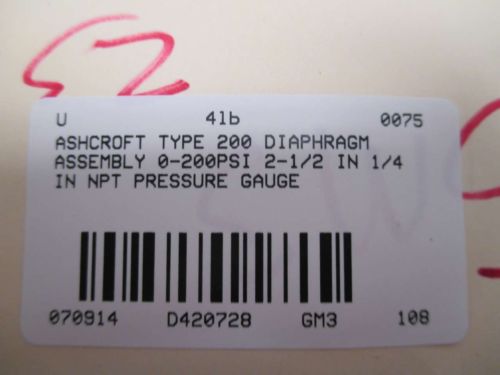 U 41b 0075
ASHCROFT TYPE 200 DIAPHRAGM
ASSEMBLY 0-200PSI 2-1/2 IN 1/4
IN NPT PRESSURE GAUGE
070914 D420728 GM3 108